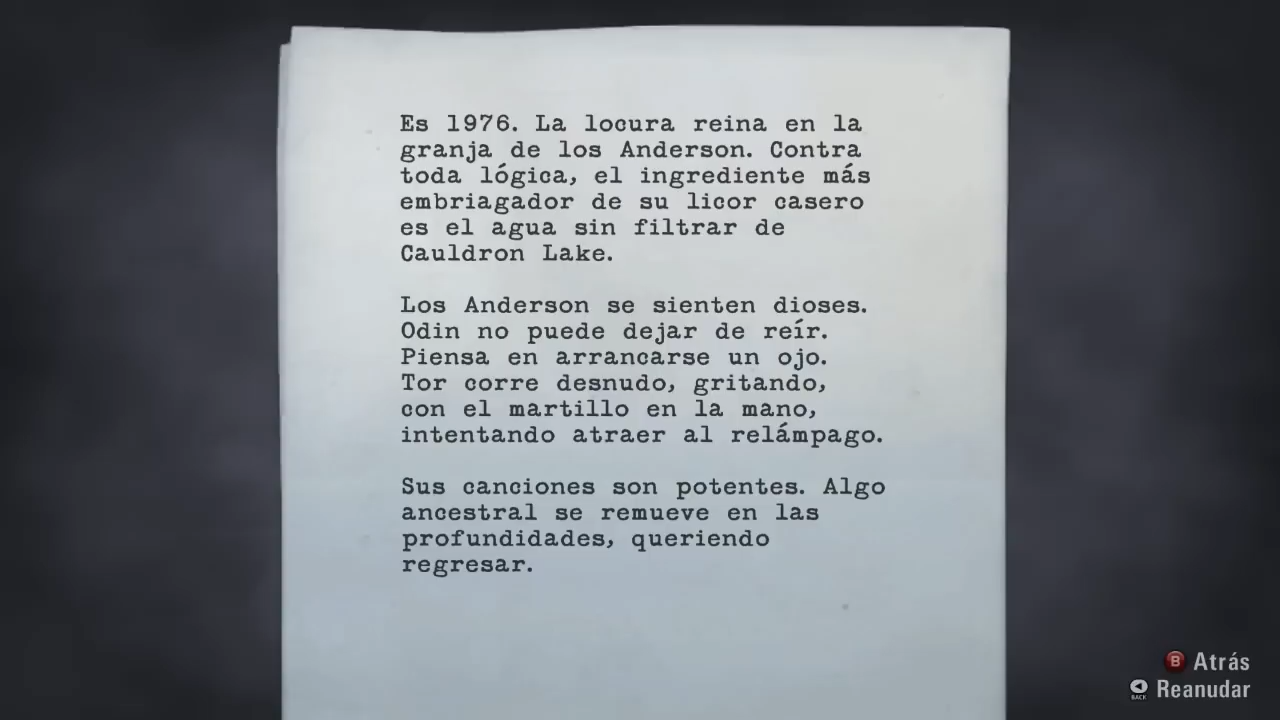 Es 1976. La locura reina en la
granja de los Anderson. Contra
toda lógica, el ingrediente más
embriagador de su licor casero
es el agua sin filtrar de
Cauldron Lake.
Los Anderson se sienten dioses.
Odin no puede dejar de reír.
Piensa en arrancarse un ojo.
Tor corre desnudo, gritando,
con el martillo en la mano,
intentando atraer al relámpago.
Sus canciones son potentes. Algo
ancestral se remueve en las
profundidades, queriendo
regresar.
B Atrás
BACK Reanudar